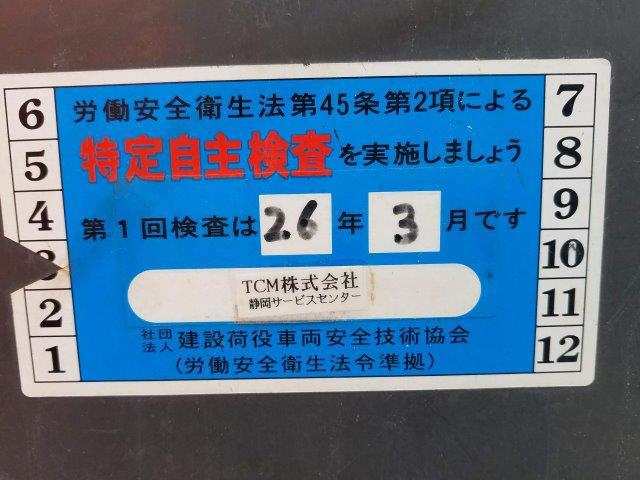 労働安全衛生法第45条第2項による
特定自主検査を実施しましょう
第1回検査は26年3月です
TCM株式会社
静岡サービスセンター
社団法人 建設荷役車両安全技術協会
(労働安全衛生法令準拠)
6
5
4
3
2
1
7
8
9
10
11
12